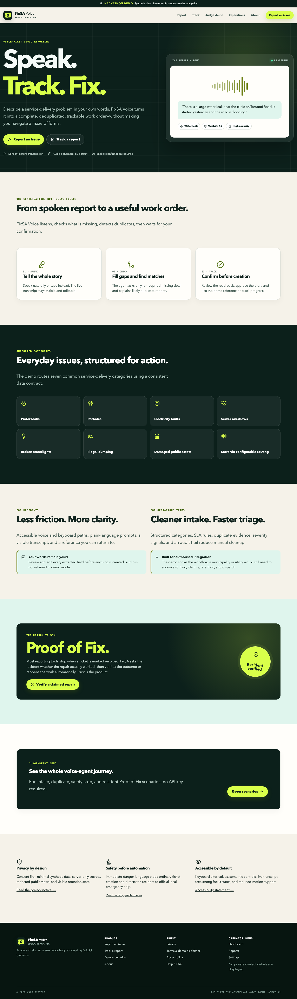 HACKATHON DEMO Synthetic data · No report is sent to a real municipality
FixSA Voice
SPEAK. TRACK. FIX.
Report Track Judge demo Operations About Report an issue
VOICE-FIRST CIVIC REPORTING
Speak.
Track. Fix.
Describe a service-delivery problem in your own words. FixSA Voice turns
it into a complete, deduplicated, trackable work order—without making
you navigate a maze of forms.
Report an issue Track a report
Consent before transcription Audio ephemeral by default Explicit confirmation required
LIVE REPORT · DEMO LISTENING
“There is a large water leak near the clinic on Tamboti Road. It
started yesterday and the road is flooding.”
Water leak Tamboti Rd High severity
ONE CONVERSATION, NOT TWELVE FIELDS
From spoken report to a useful work order.
FixSA Voice listens, checks what is missing, detects duplicates, then waits for your
confirmation.
01 · SPEAK
Tell the whole story
Speak naturally or type instead. The live
transcript stays visible and editable.
02 · CHECK
Fill gaps and find matches
The agent asks only for required missing detail
and explains likely duplicate reports.
03 · TRACK
Confirm before creation
Review the read-back, approve the draft, and
use the demo reference to track progress.
SUPPORTED CATEGORIES
Everyday issues, structured for action.
The demo routes seven common service-delivery categories using a consistent
data contract.
Water leaks
Potholes
Electricity faults
Sewer overflows
Broken streetlights
Illegal dumping
Damaged public assets
More via configurable routing
FOR RESIDENTS
Less friction. More clarity.
Accessible voice and keyboard paths, plain-language prompts, a
visible transcript, and a reference you can return to.
Your words remain yours
Review and edit every extracted field before anything is created. Audio is
not retained in demo mode.
FOR OPERATIONS TEAMS
Cleaner intake. Faster triage.
Structured categories, SLA rules, duplicate evidence, severity
signals, and an audit trail reduce manual cleanup.
Built for authorised integration
The demo shows the workflow; a municipality or utility would still need to
approve routing, identity, retention, and dispatch.
THE REASON TO WIN
Proof of Fix.
Most reporting tools stop when a ticket is marked resolved. FixSA asks the
resident whether the repair actually worked—then verifies the outcome or
reopens the work automatically. Trust is the product.
Verify a claimed repair
Resident
verified
JUDGE-READY DEMO
See the whole voice-agent journey.
Run intake, duplicate, safety-stop, and resident Proof of Fix scenarios—no API key
required.
Open scenarios →
Privacy by design
Consent first, minimal synthetic data, server-only secrets,
redacted public views, and visible retention state.
Read the privacy notice →
Safety before automation
Immediate-danger language stops ordinary ticket
creation and directs the resident to official local
emergency help.
Read safety guidance →
Accessible by default
Keyboard alternatives, semantic controls, live transcript
text, strong focus states, and reduced-motion support.
Accessibility statement →
FixSA Voice
SPEAK. TRACK. FIX.
A voice-first civic issue reporting concept by VALO
Systems.
PRODUCT
Report an issue
Track a report
Demo scenarios
About
TRUST
Privacy
Terms & demo disclaimer
Accessibility
Help & FAQ
OPERATOR DEMO
Dashboard
Reports
Settings
No private contact details are
displayed.
© 2026 VALO SYSTEMS
BUILT FOR THE ASSEMBLYAI VOICE AGENT HACKATHON